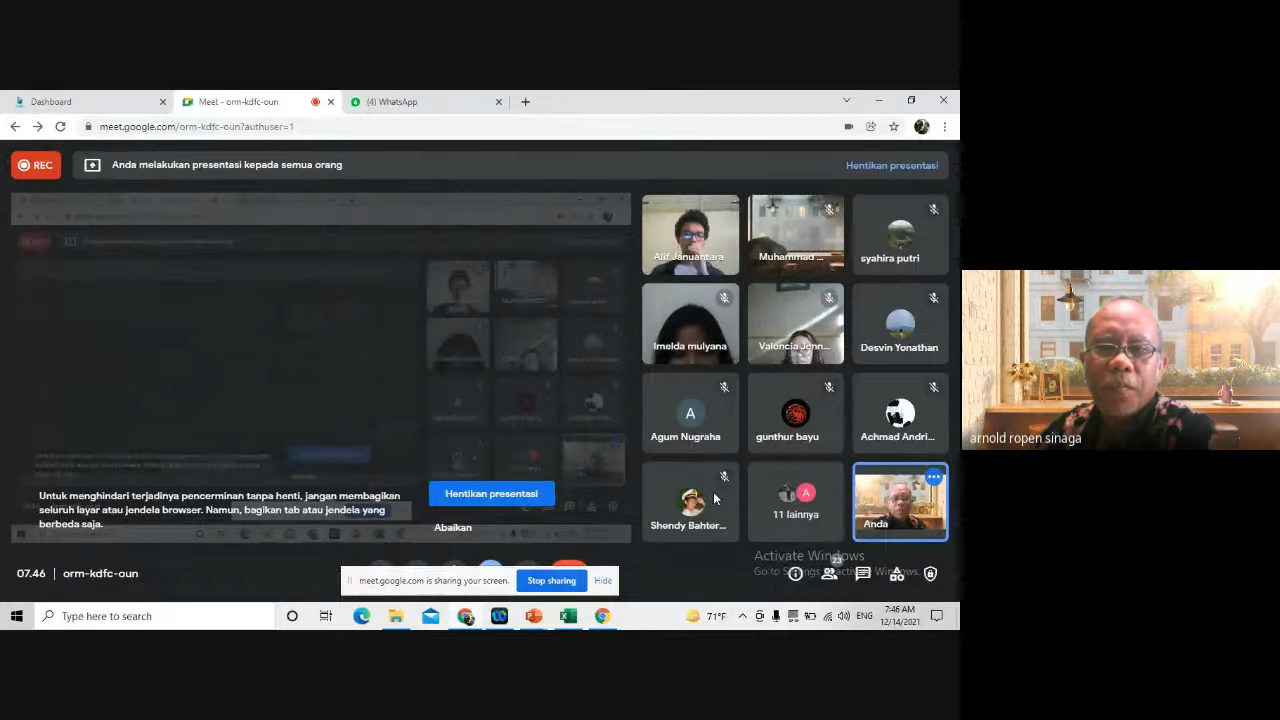 Dashboard
Meet - orm-kdfc-oun
(4) WhatsApp
meet.google.com/orm-kdfc-oun?authuser=1
REC
Anda melakukan presentasi kepada semua orang
Hentikan presentasi
Alif Januantara
Muhammad ...
syahira putri
Imelda mulyana
Valencia Jenn...
Desvin Yonathan
A
Agum Nugraha
gunthur bayu
Achmad Andri...
Shendy Bahter...
A
11 lainnya
Anda
Untuk menghindari terjadinya pencerminan tanpa henti, jangan membagikan
seluruh layar atau jendela browser. Namun, bagikan tab atau jendela yang
berbeda saja.
Hentikan presentasi
Abaikan
arnold ropen sinaga
Activate Windows
Go to Settings
07.46
orm-kdfc-oun
23
meet.google.com is sharing your screen.
Stop sharing
Hide
Type here to search
71°F
ENG
7:46 AM
12/14/2021